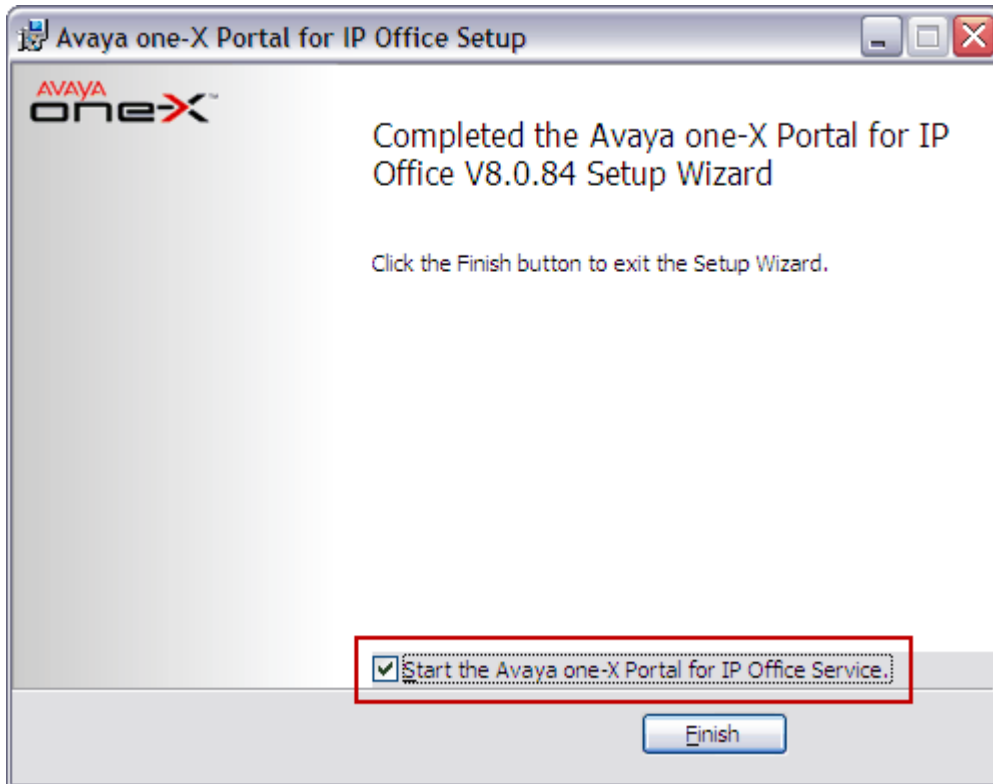 Avaya one-X Portal for IP Office Setup
AVAYA
one-X™
Completed the Avaya one-X Portal for IP
Office V8.0.84 Setup Wizard
Click the Finish button to exit the Setup Wizard.
Start the Avaya one-X Portal for IP Office Service.
Finish